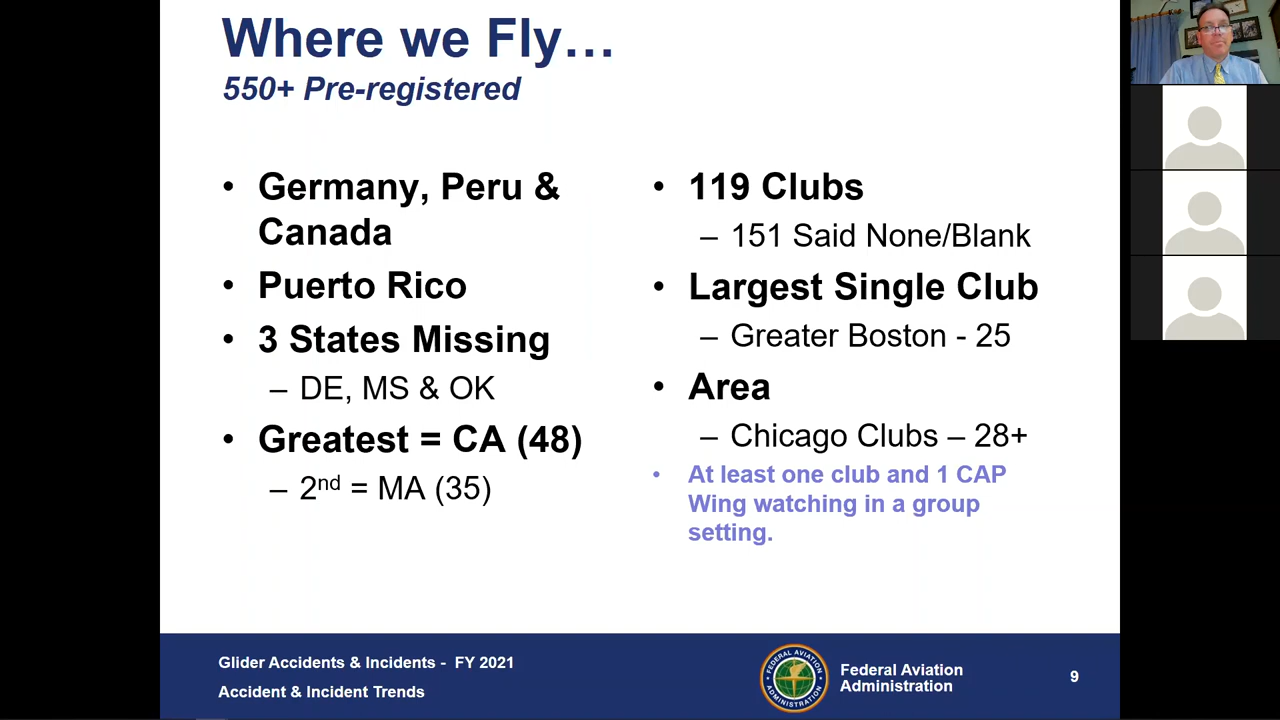 Where we Fly…
550+ Pre-registered
• Germany, Peru &
Canada
• Puerto Rico
• 3 States Missing
– DE, MS & OK
• Greatest = CA (48)
– 2nd = MA (35)
• 119 Clubs
– 151 Said None/Blank
• Largest Single Club
– Greater Boston - 25
• Area
– Chicago Clubs – 28+
• At least one club and 1 CAP
Wing watching in a group
setting.
Glider Accidents & Incidents - FY 2021
Accident & Incident Trends
FEDERAL AVIATION
ADMINISTRATION
Federal Aviation
Administration
9